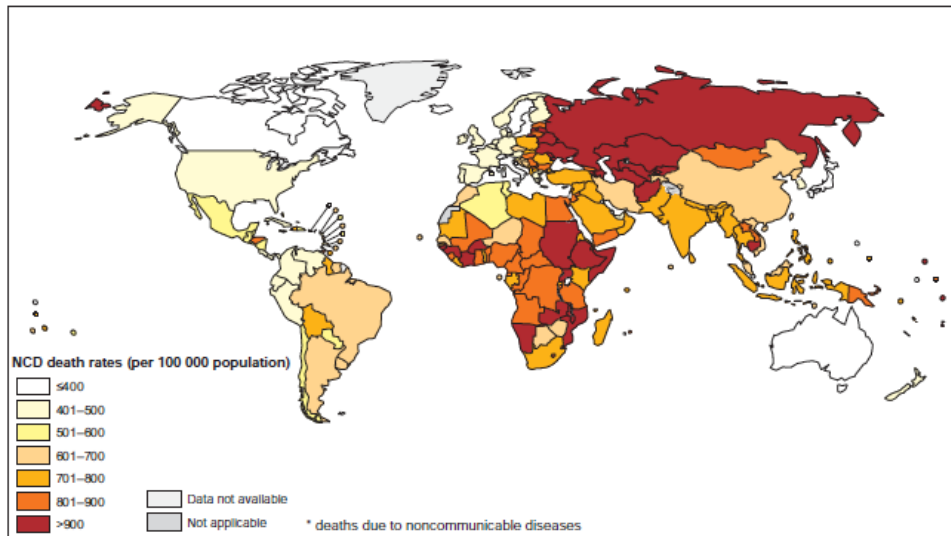 NCD death rates (per 100 000 population)
≤400
401–500
501–600
601–700
701–800
801–900
>900
Data not available
Not applicable
* deaths due to noncommunicable diseases